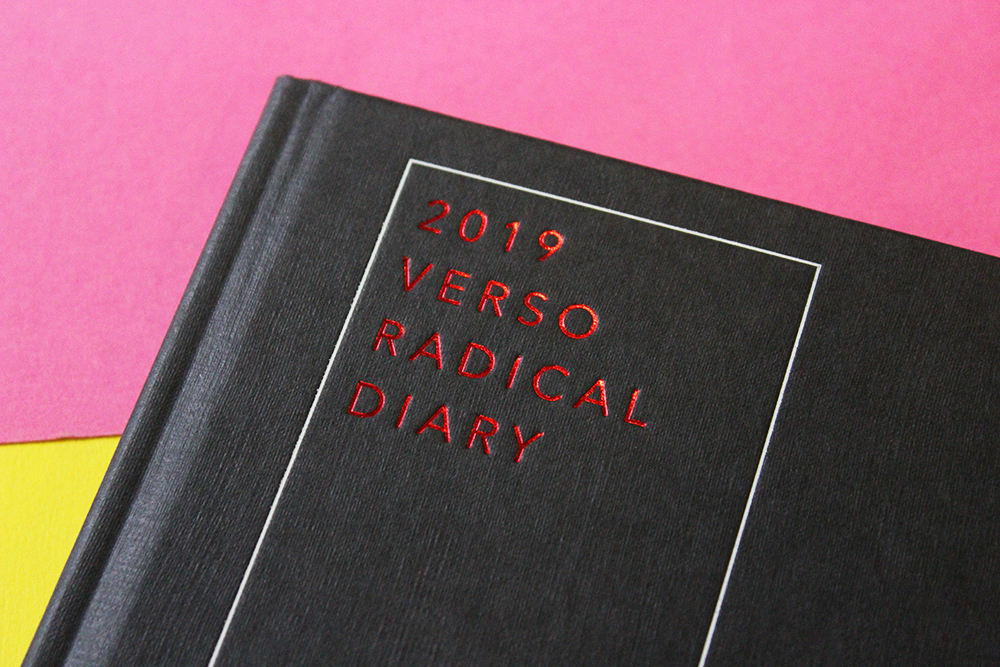 2019
VERSO
RADICAL
DIARY